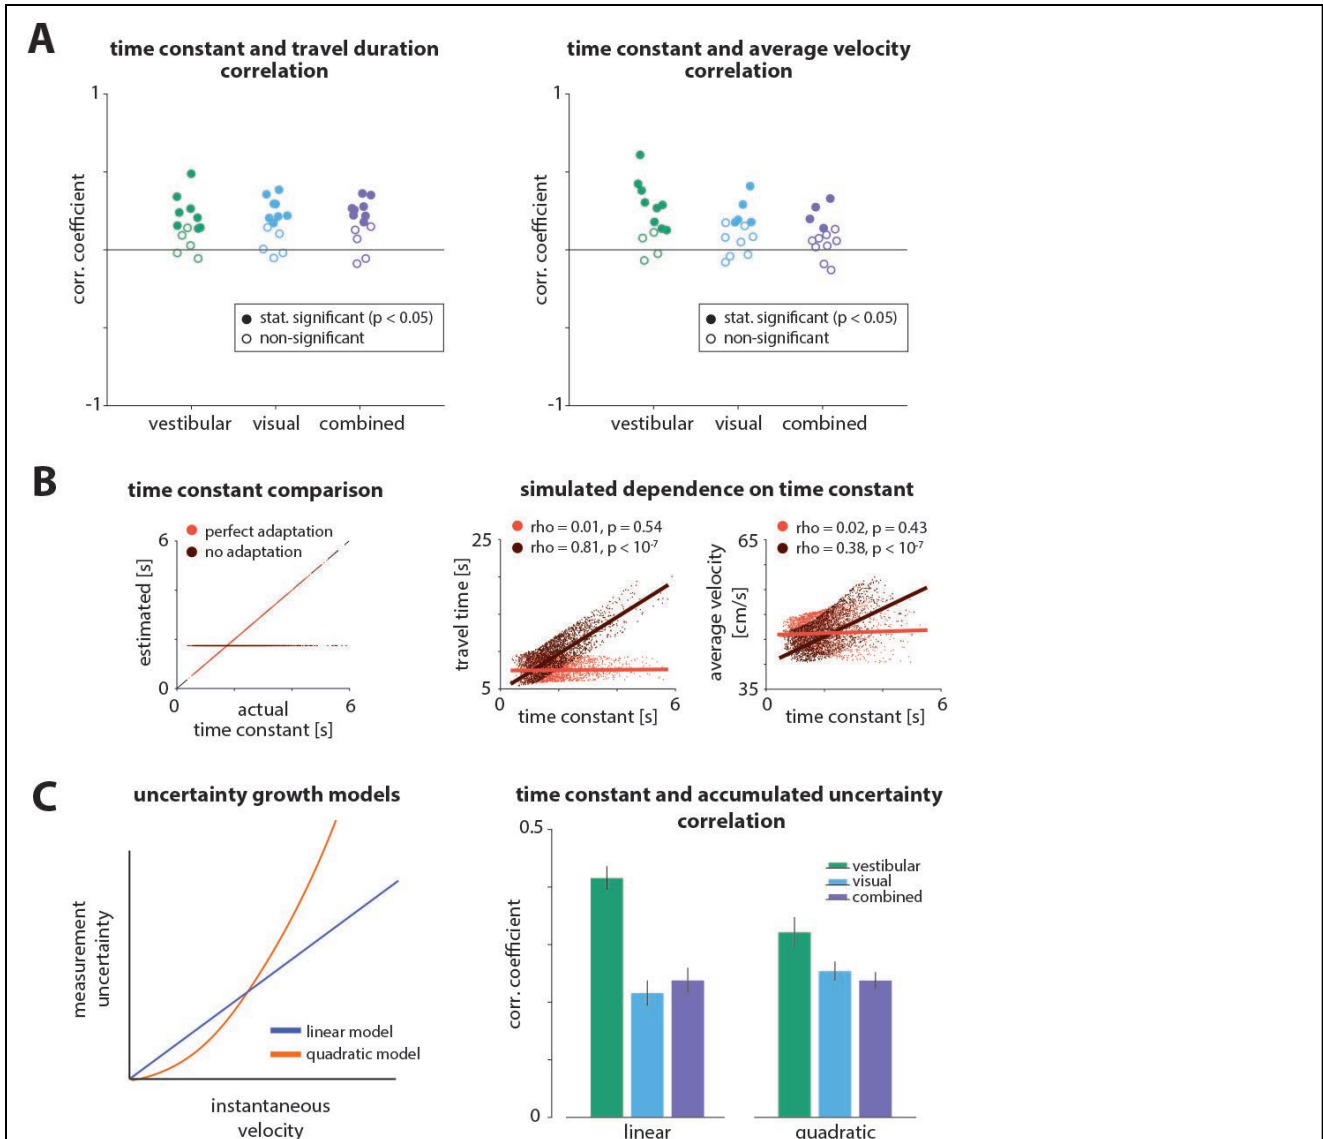 A
time constant and travel duration
correlation
1
corr. coefficient
-1
stat. significant (p < 0.05)
non-significant
vestibular visual combined
time constant and average velocity
correlation
1
corr. coefficient
-1
stat. significant (p < 0.05)
non-significant
vestibular visual combined
B
time constant comparison
perfect adaptation
no adaptation
6
estimated [s]
0
0 6
actual
time constant [s]
simulated dependence on time constant
rho = 0.01, p = 0.54
rho = 0.81, p < 10⁻⁷
25
travel time [s]
5
0 6
time constant [s]
rho = 0.02, p = 0.43
rho = 0.38, p < 10⁻⁷
65
average velocity
[cm/s]
35
0 6
time constant [s]
C
uncertainty growth models
measurement
uncertainty
linear model
quadratic model
instantaneous
velocity
time constant and accumulated uncertainty
correlation
0.5
corr. coefficient
0
vestibular
visual
combined
linear quadratic